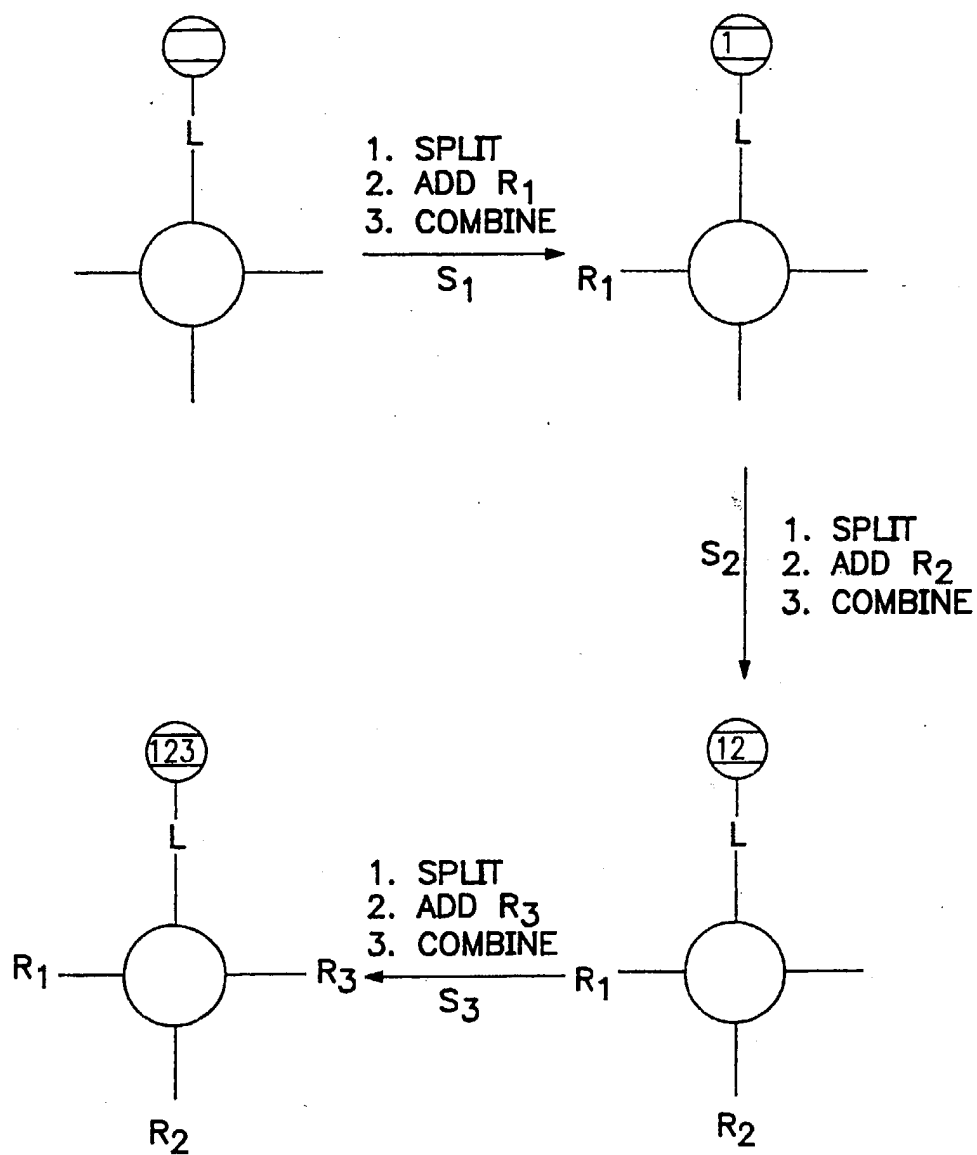 1
L
L
1. SPLIT
2. ADD R₁
3. COMBINE
S₁
R₁
S₂
1. SPLIT
2. ADD R₂
3. COMBINE
123
12
L
L
1. SPLIT
2. ADD R₃
3. COMBINE
R₁
R₃
S₃
R₁
R₂
R₂